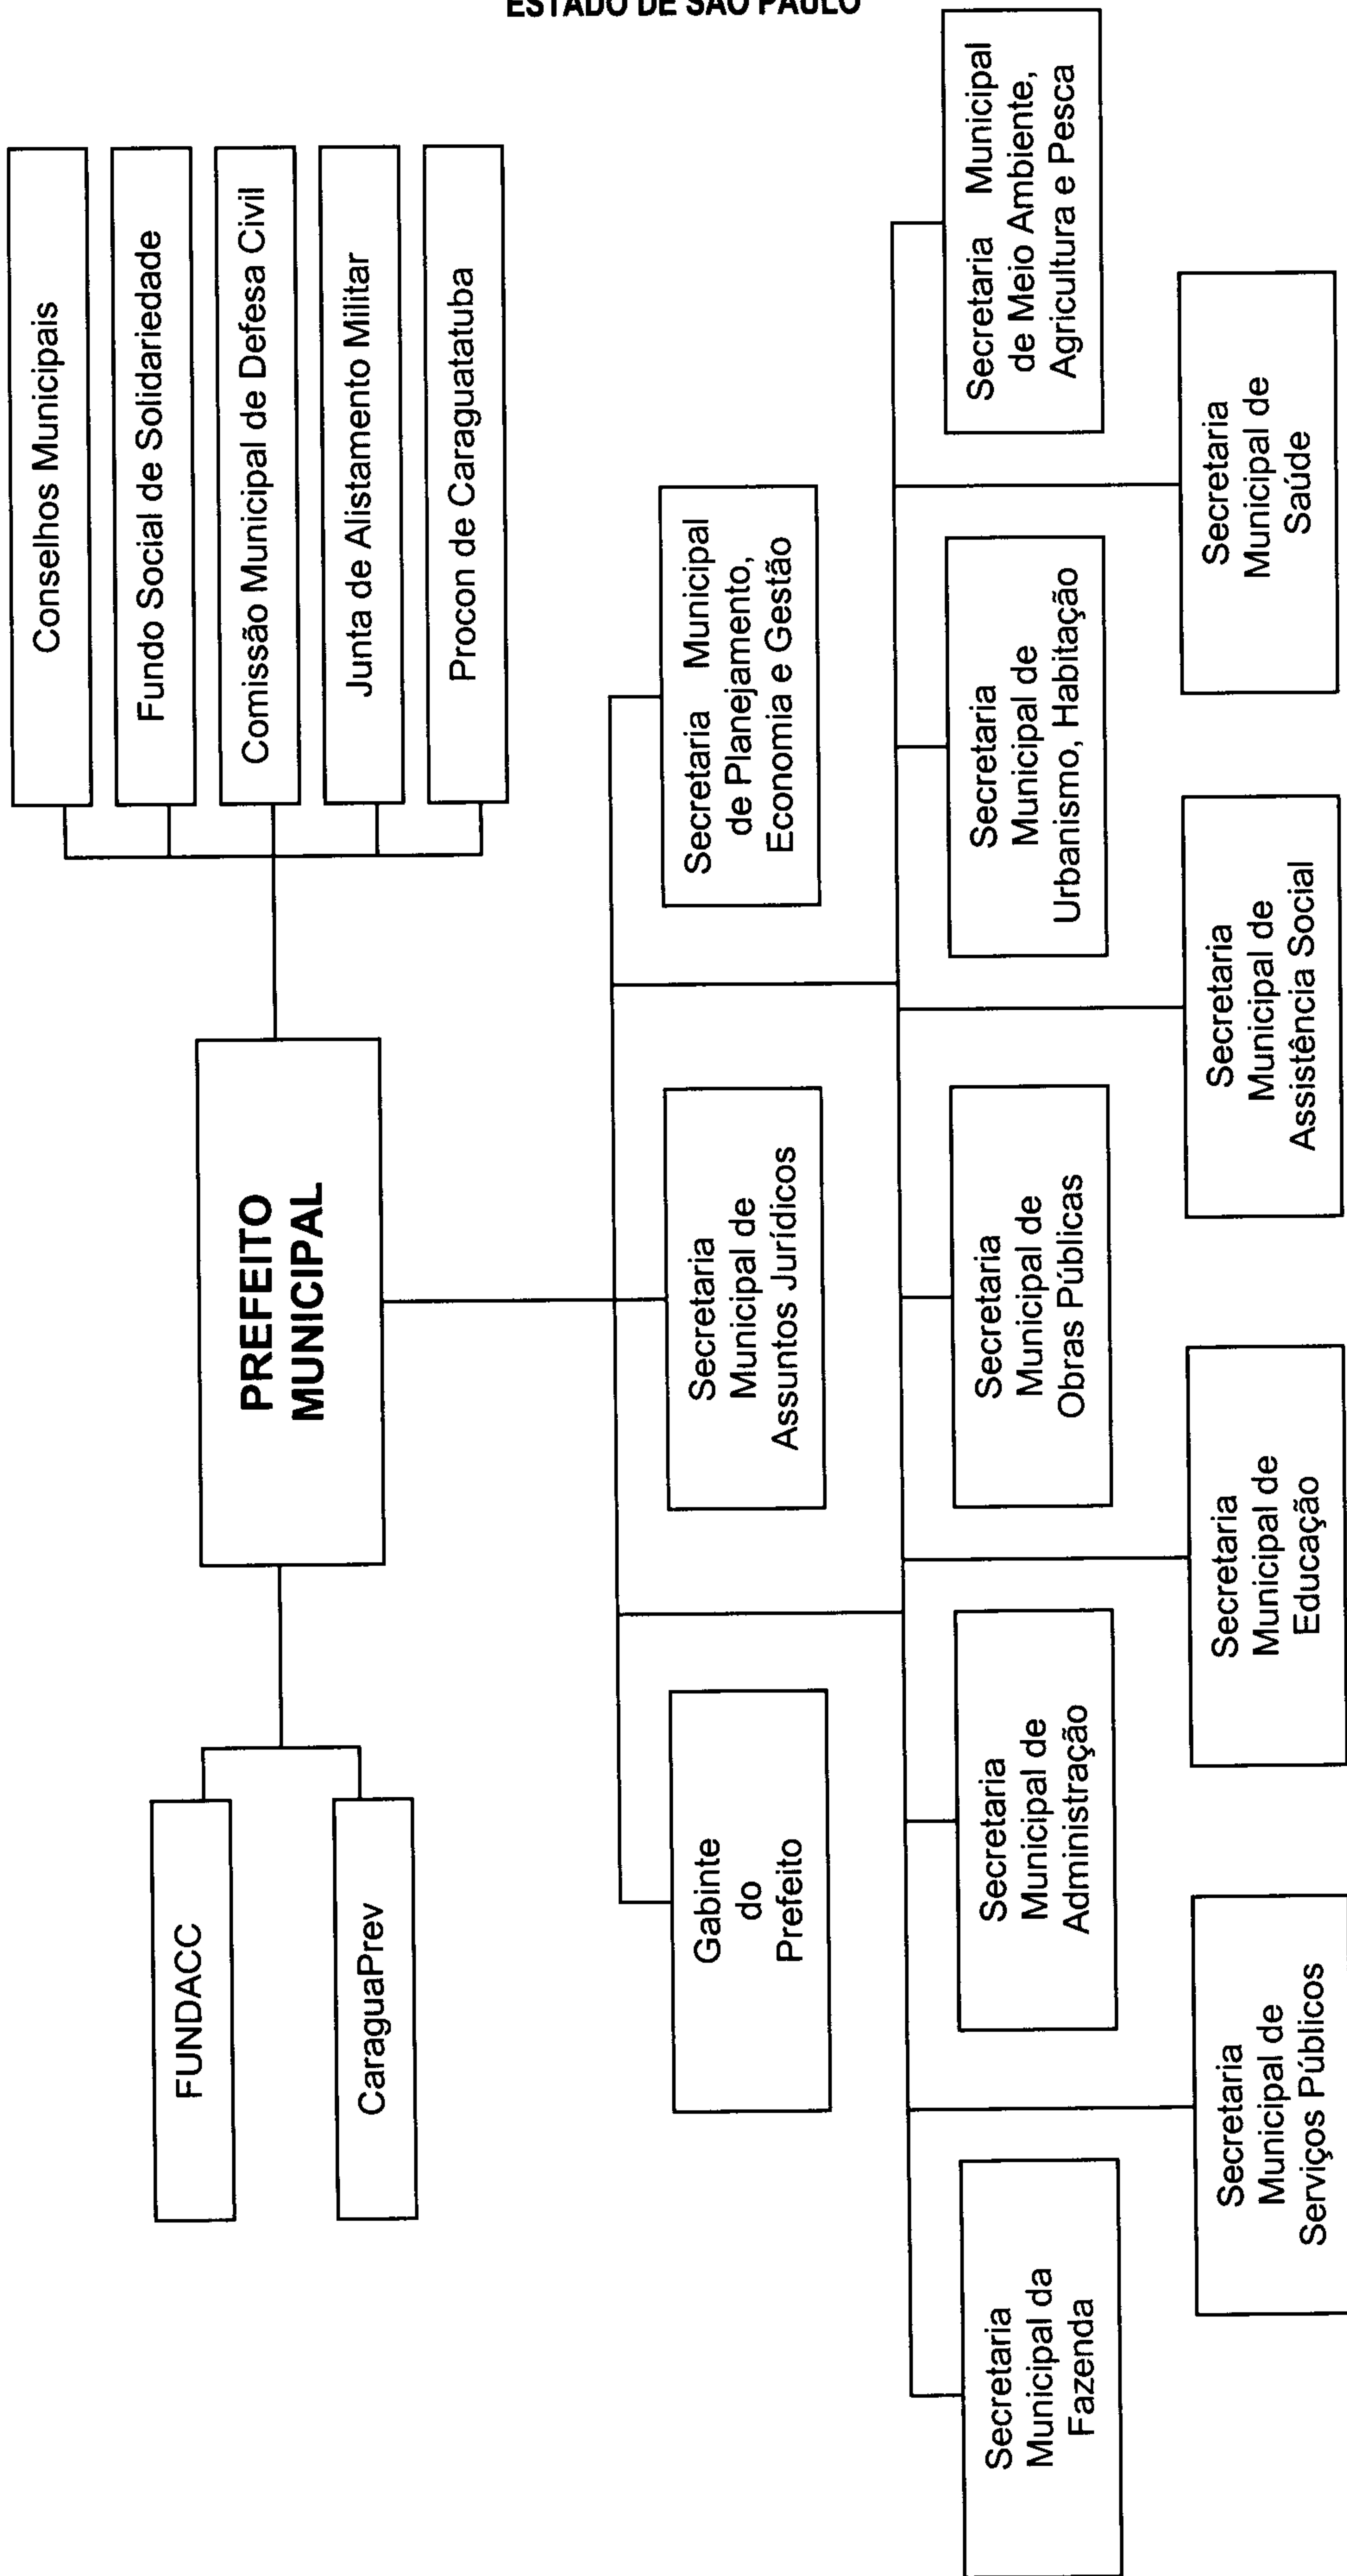 ESTADO DE SÃO PAULO
Conselhos Municipais
Fundo Social de Solidariedade
Comissão Municipal de Defesa Civil
Junta de Alistamento Militar
Procon de Caraguatatuba
PREFEITO
MUNICIPAL
FUNDACC
CaraguaPrev
Gabinte
do
Prefeito
Secretaria
Municipal de
Assuntos Jurídicos
Secretaria Municipal
de Planejamento,
Economia e Gestão
Secretaria
Municipal da
Fazenda
Secretaria
Municipal de
Administração
Secretaria
Municipal de
Obras Públicas
Secretaria
Municipal de
Urbanismo, Habitação
Secretaria Municipal
de Meio Ambiente,
Agricultura e Pesca
Secretaria
Municipal de
Serviços Públicos
Secretaria
Municipal de
Educação
Secretaria
Municipal de
Assistência Social
Secretaria
Municipal de
Saúde